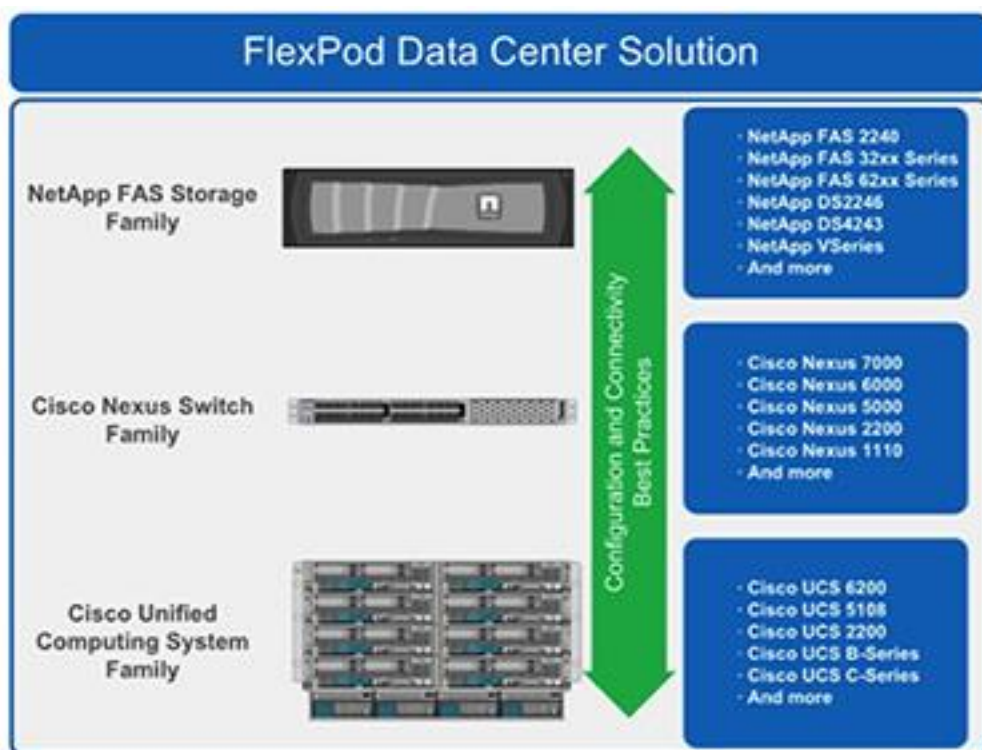 FlexPod Data Center Solution
NetApp FAS Storage
Family
· NetApp FAS 2240
· NetApp FAS 32xx Series
· NetApp FAS 62xx Series
· NetApp DS2246
· NetApp DS4243
· NetApp VSeries
· And more
Configuration and Connectivity
Best Practices
Cisco Nexus Switch
Family
· Cisco Nexus 7000
· Cisco Nexus 6000
· Cisco Nexus 5000
· Cisco Nexus 2200
· Cisco Nexus 1110
· And more
Cisco Unified
Computing System
Family
· Cisco UCS 6200
· Cisco UCS 5108
· Cisco UCS 2200
· Cisco UCS B-Series
· Cisco UCS C-Series
· And more